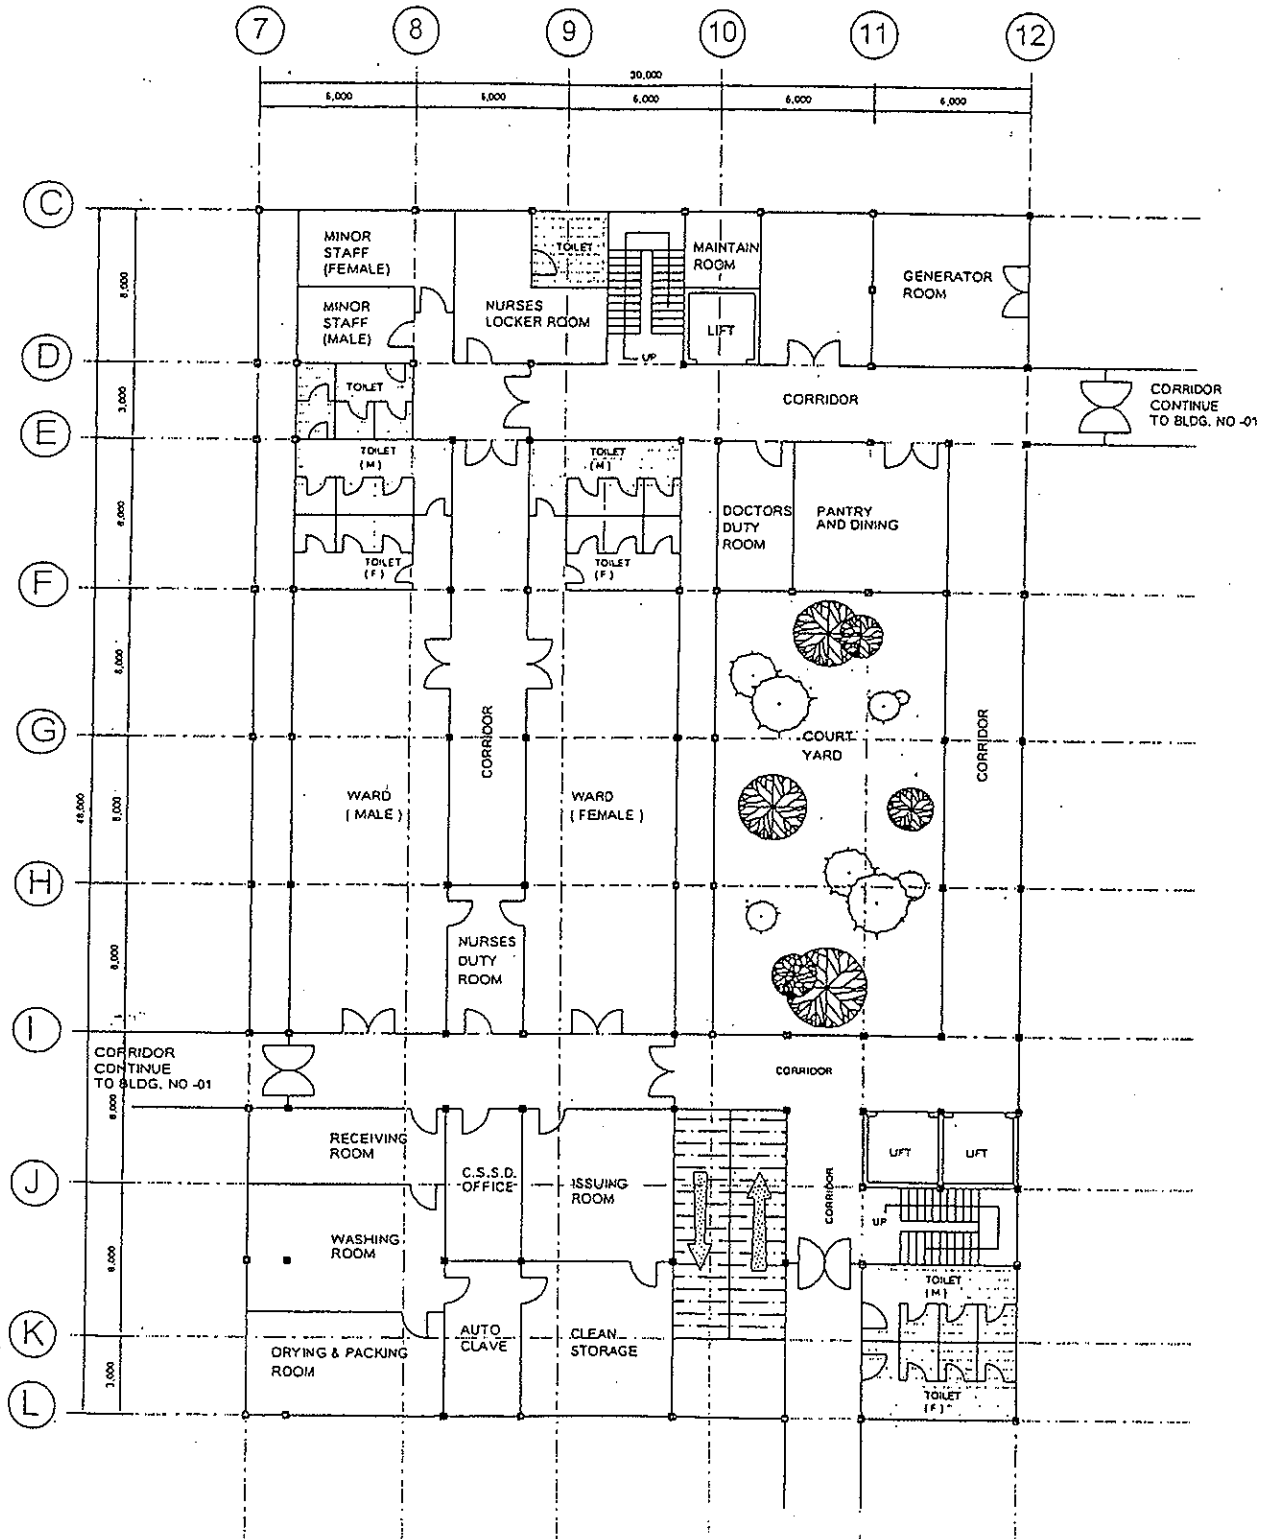 7
8
9
10
11
12
30,000
6,000
6,000
6,000
6,000
6,000
C
D
E
F
G
H
I
J
K
L
48,000
6,000
3,000
6,000
6,000
6,000
6,000
6,000
6,000
3,000
MINOR
STAFF
(FEMALE)
MINOR
STAFF
(MALE)
NURSES
LOCKER ROOM
TOILET
UP
MAINTAIN
ROOM
LIFT
GENERATOR
ROOM
TOILET
CORRIDOR
CORRIDOR
CONTINUE
TO BLDG. NO -01
TOILET
(M)
TOILET
(F)
TOILET
(M)
TOILET
(F)
DOCTORS
DUTY
ROOM
PANTRY
AND DINING
CORRIDOR
COURT
YARD
CORRIDOR
WARD
(MALE)
WARD
(FEMALE)
NURSES
DUTY
ROOM
CORRIDOR
CONTINUE
TO BLDG. NO -01
CORRIDOR
RECEIVING
ROOM
C.S.S.D.
OFFICE
ISSUING
ROOM
CORRIDOR
LIFT
LIFT
UP
WASHING
ROOM
TOILET
(M)
DRYING & PACKING
ROOM
AUTO
CLAVE
CLEAN
STORAGE
TOILET
(F)